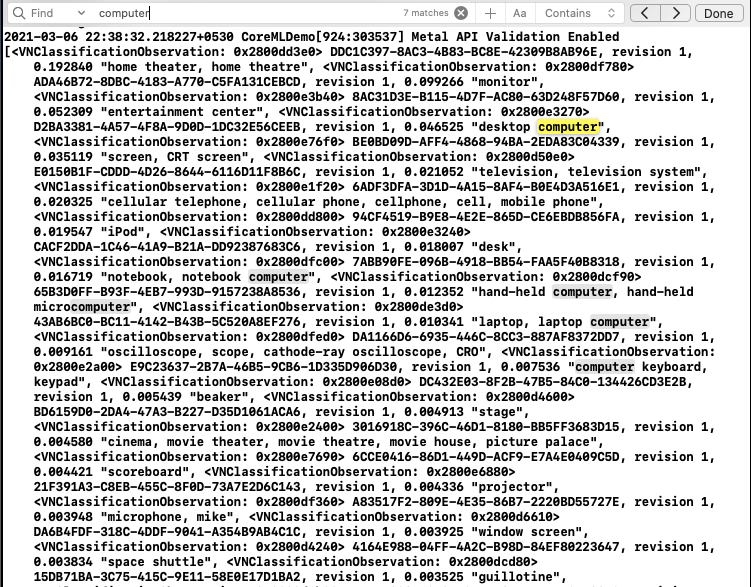 Find computer 7 matches Aa Contains Done
2021-03-06 22:38:32.218227+0530 CoreMLDemo[924:303537] Metal API Validation Enabled
[<VNClassificationObservation: 0x2800dd3e0> DDC1C397-8AC3-4B83-BC8E-42309B8AB96E, revision 1,
0.192840 "home theater, home theatre", <VNClassificationObservation: 0x2800df780>
ADA46B72-8DBC-4183-A770-C5FA131CEBCD, revision 1, 0.099266 "monitor",
<VNClassificationObservation: 0x2800e3b40> 8AC31D3E-B115-4D7F-AC80-63D248F57D60, revision 1,
0.052309 "entertainment center", <VNClassificationObservation: 0x2800e3270>
D2BA3381-4A57-4F8A-9D0D-1DC32E56CEEB, revision 1, 0.046525 "desktop computer",
<VNClassificationObservation: 0x2800e76f0> BE0BD09D-AFF4-4868-94BA-2EDA83C04339, revision 1,
0.035119 "screen, CRT screen", <VNClassificationObservation: 0x2800d50e0>
E0150B1F-CDDD-4D26-8644-6116D11F8B6C, revision 1, 0.021052 "television, television system",
<VNClassificationObservation: 0x2800e1f20> 6ADF3DFA-3D1D-4A15-8AF4-B0E4D3A516E1, revision 1,
0.020325 "cellular telephone, cellular phone, cellphone, cell, mobile phone",
<VNClassificationObservation: 0x2800dd800> 94CF4519-B9E8-4E2E-865D-CE6EBDB856FA, revision 1,
0.019547 "iPod", <VNClassificationObservation: 0x2800e3240>
CACF2DDA-1C46-41A9-B21A-DD92387683C6, revision 1, 0.018007 "desk",
<VNClassificationObservation: 0x2800dfc00> 7ABB90FE-096B-4918-BB54-FAA5F40B8318, revision 1,
0.016719 "notebook, notebook computer", <VNClassificationObservation: 0x2800dcf90>
65B3D0FF-B93F-4EB7-993D-9157238A8536, revision 1, 0.012352 "hand-held computer, hand-held
microcomputer", <VNClassificationObservation: 0x2800de3d0>
43AB6BC0-BC11-4142-B43B-5C520A8EF276, revision 1, 0.010341 "laptop, laptop computer",
<VNClassificationObservation: 0x2800dfed0> DA1166D6-6935-446C-8CC3-887AF8372DD7, revision 1,
0.009161 "oscilloscope, scope, cathode-ray oscilloscope, CRO", <VNClassificationObservation:
0x2800e2a00> E9C23637-2B7A-46B5-9CB6-1D335D906D30, revision 1, 0.007536 "computer keyboard,
keypad", <VNClassificationObservation: 0x2800e08d0> DC432E03-8F2B-47B5-84C0-134426CD3E2B,
revision 1, 0.005439 "beaker", <VNClassificationObservation: 0x2800d4600>
BD6159D0-2DA4-47A3-B227-D35D1061ACA6, revision 1, 0.004913 "stage",
<VNClassificationObservation: 0x2800e2400> 3016918C-396C-46D1-8180-BB5FF3683D15, revision 1,
0.004580 "cinema, movie theater, movie theatre, movie house, picture palace",
<VNClassificationObservation: 0x2800e7690> 6CCE0416-86D1-449D-ACF9-E7A4E0409C5D, revision 1,
0.004421 "scoreboard", <VNClassificationObservation: 0x2800e6880>
21F391A3-C8EB-455C-8F0D-73A7E2D6C143, revision 1, 0.004336 "projector",
<VNClassificationObservation: 0x2800df360> A83517F2-809E-4E35-86B7-2220BD55727E, revision 1,
0.003948 "microphone, mike", <VNClassificationObservation: 0x2800d6610>
DA6B4FDF-318C-4DDF-9041-A354B9AB4C1C, revision 1, 0.003925 "window screen",
<VNClassificationObservation: 0x2800d4240> 4164E988-04FF-4A2C-B98D-84EF80223647, revision 1,
0.003834 "space shuttle", <VNClassificationObservation: 0x2800dcd80>
15DB71BA-3C75-415C-9E11-58E0E17D1BA2, revision 1, 0.003525 "guillotine",